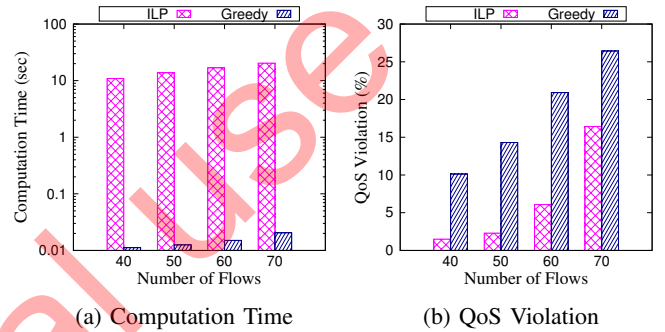 ILP Greedy
Computation Time (sec)
100
10
1
0.1
0.01
40 50 60 70
Number of Flows
(a) Computation Time
ILP Greedy
QoS Violation (%)
30
25
20
15
10
5
0
40 50 60 70
Number of Flows
(b) QoS Violation
al use